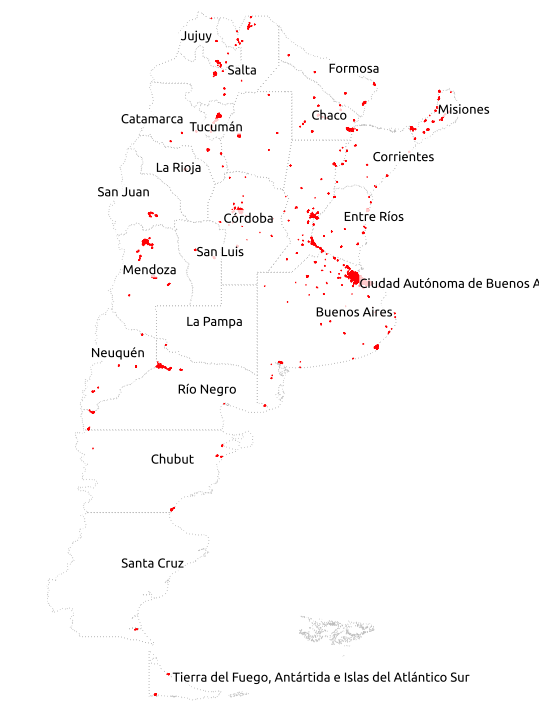 Jujuy
Salta
Formosa
Chaco
Misiones
Catamarca
Tucumán
Corrientes
La Rioja
San Juan
Córdoba
Entre Ríos
San Luis
Mendoza
Ciudad Autónoma de Buenos A
Buenos Aires
La Pampa
Neuquén
Río Negro
Chubut
Santa Cruz
Tierra del Fuego, Antártida e Islas del Atlántico Sur